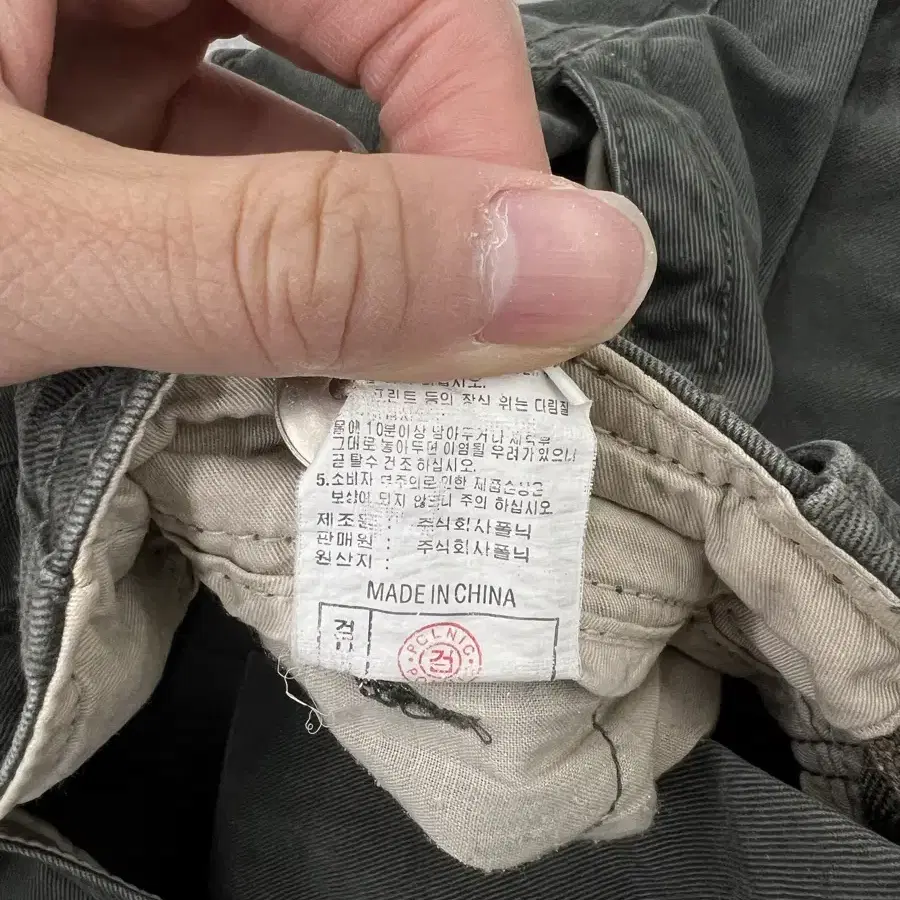 하십시오.
프린트 등의 장식 위는 다림질
물에 10분이상 담아두거나 세탁후
그대로 놓아두면 이염될 우려가있으니
곧 탈수 건조 하십시오.
5.소비자 부주의로 인한 제품손상은
보상이 되지 않으니 주의 하십시오
제조원 : 주식회사폴닉
판매원 : 주식회사폴닉
원산지 :
MADE IN CHINA
검
POLNIC
검